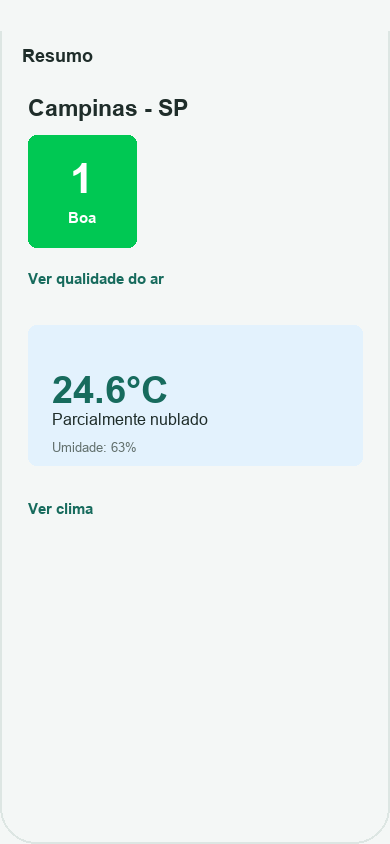 Resumo
Campinas - SP
1
Boa
Ver qualidade do ar
24.6°C
Parcialmente nublado
Umidade: 63%
Ver clima